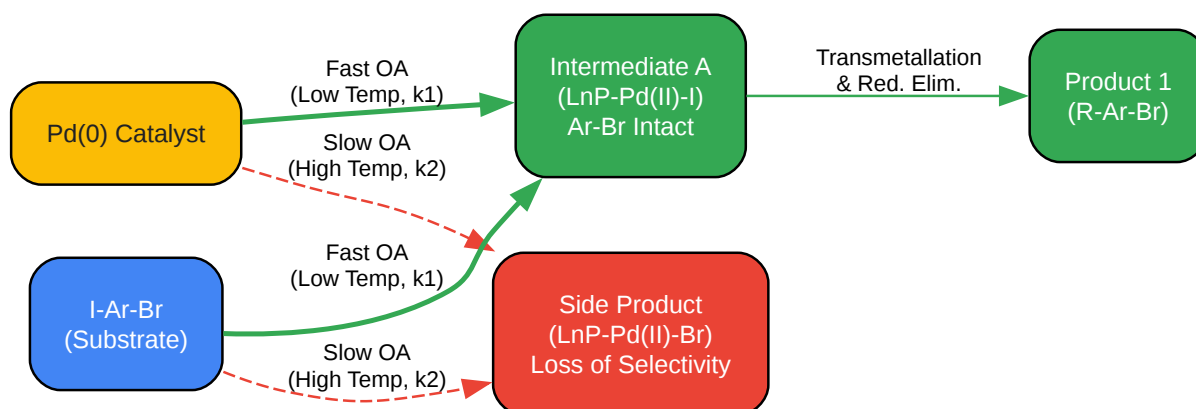 Pd(0) Catalyst
Fast OA
(Low Temp, k1)
Slow OA
(High Temp, k2)
Intermediate A
(LnP-Pd(II)-I)
Ar-Br Intact
Transmetallation
& Red. Elim.
Product 1
(R-Ar-Br)
I-Ar-Br
(Substrate)
Fast OA
(Low Temp, k1)
Slow OA
(High Temp, k2)
Side Product
(LnP-Pd(II)-Br)
Loss of Selectivity